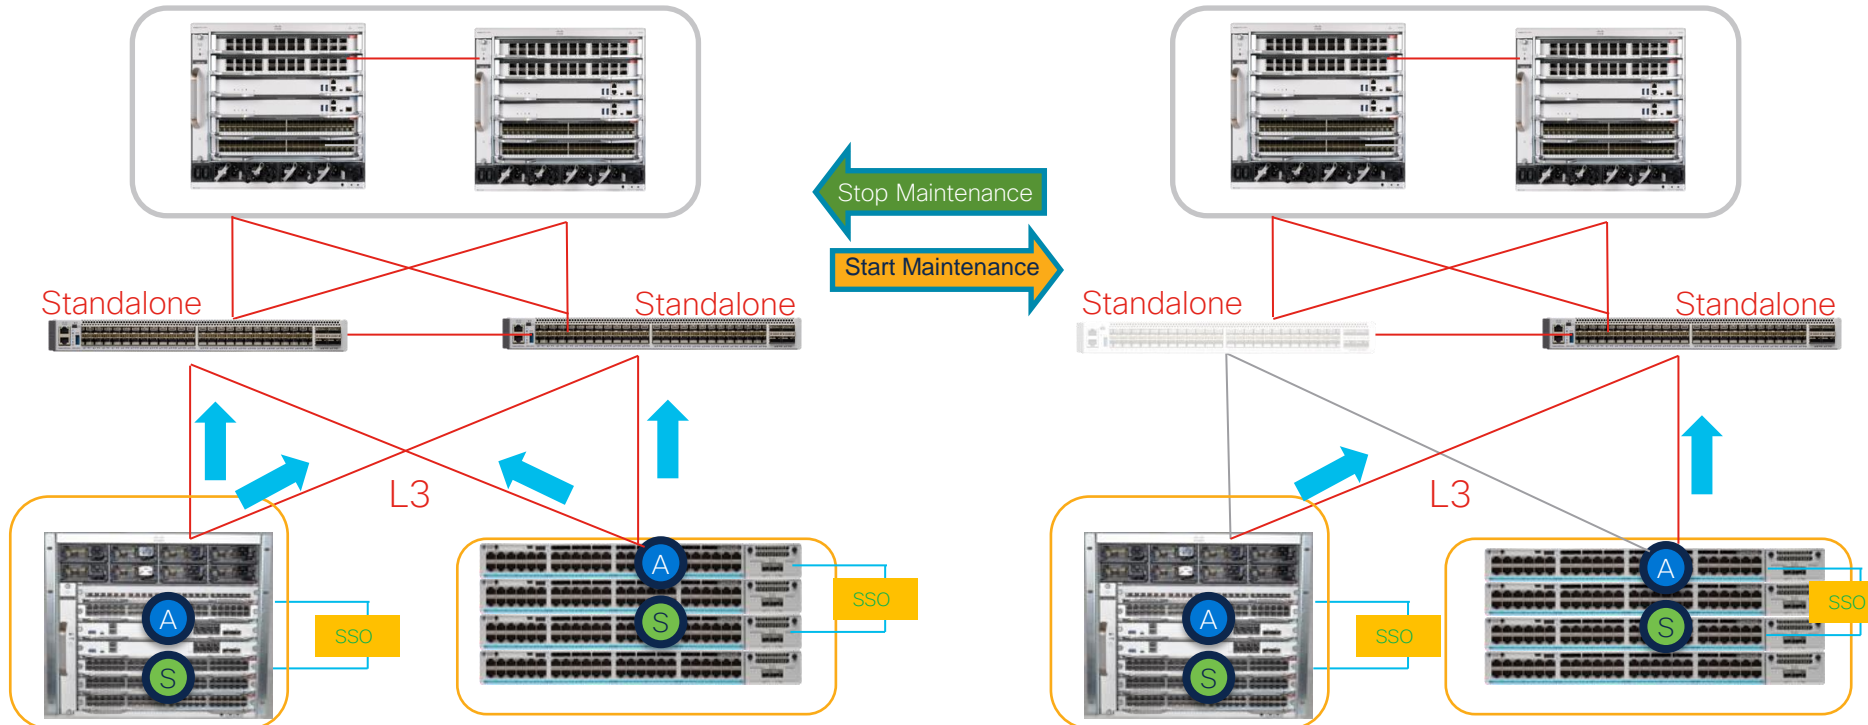 Stop Maintenance
Start Maintenance
Standalone
Standalone
L3
A
S
SSO
A
S
SSO
Standalone
Standalone
L3
A
S
SSO
A
S
SSO